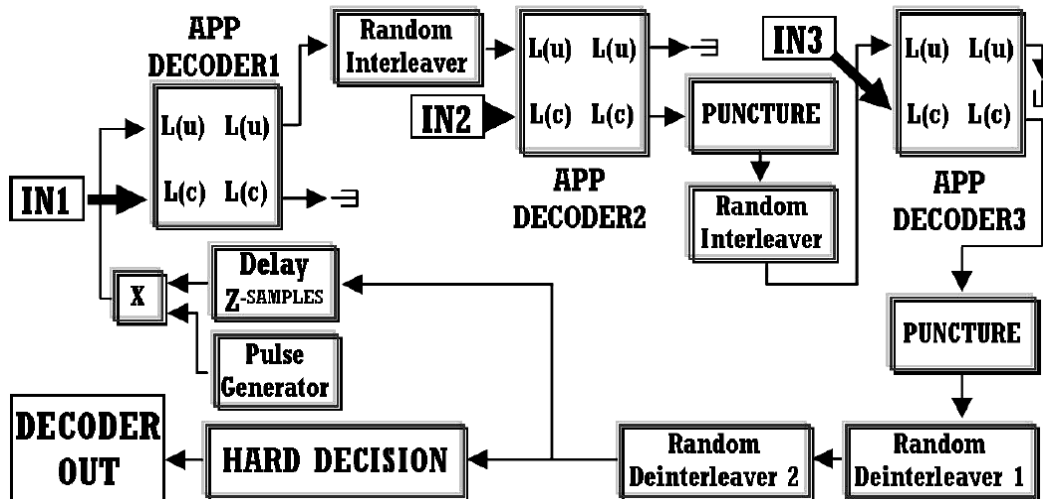 APP
DECODER1
L(u) L(u)
L(c) L(c)
IN1
Random
Interleaver
L(u) L(u)
L(c) L(c)
IN2
APP
DECODER2
PUNCTURE
Random
Interleaver
IN3
L(u) L(u)
L(c) L(c)
APP
DECODER3
PUNCTURE
Random
Deinterleaver 1
Random
Deinterleaver 2
Delay
Z-SAMPLES
X
Pulse
Generator
HARD DECISION
DECODER
OUT